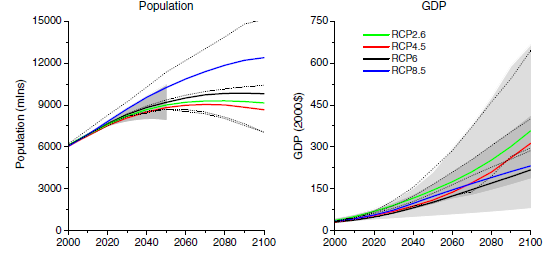 Population
15000
12000
9000
6000
3000
0
Population (mlns)
2000 2020 2040 2060 2080 2100
GDP
750
600
450
300
150
0
GDP (2000$)
RCP2.6
RCP4.5
RCP6
RCP8.5
2000 2020 2040 2060 2080 2100